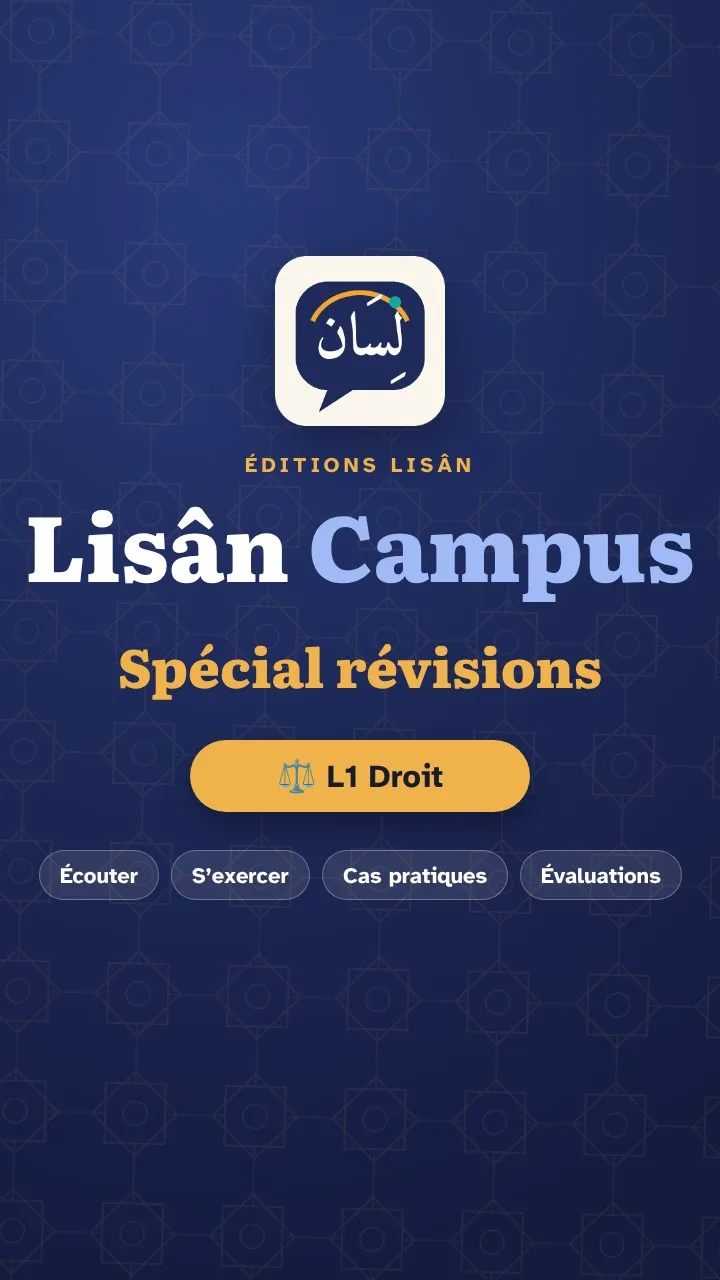 لِسَان
ÉDITIONS LISÂN
Lisân Campus
Spécial révisions
⚖️ L1 Droit
Écouter S’exercer Cas pratiques Évaluations